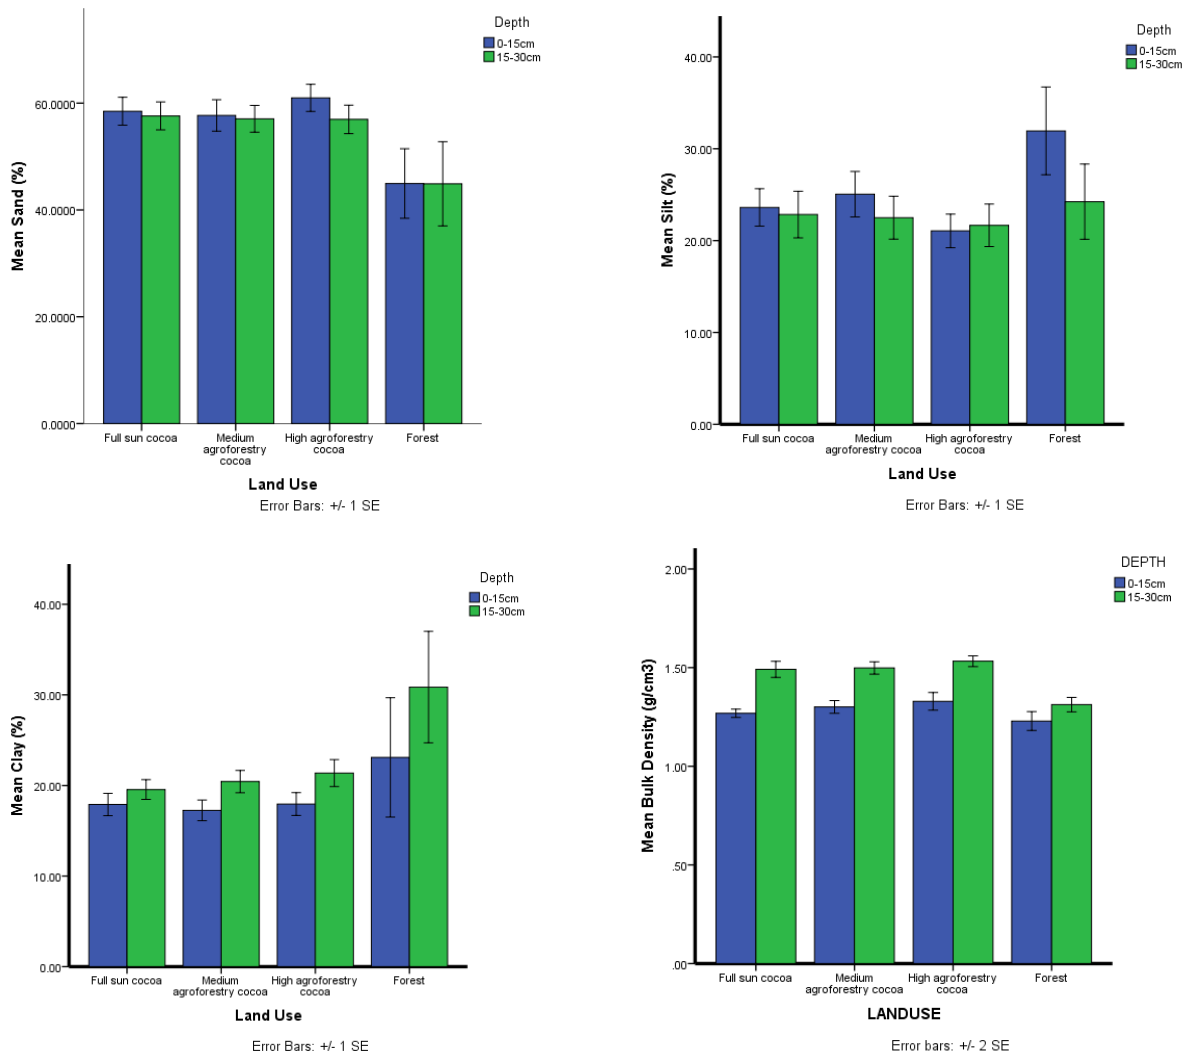 Depth
0-15cm
15-30cm
60.0000
40.0000
20.0000
0.0000
Mean Sand (%)
Full sun cocoa
Medium
agroforestry
cocoa
High agroforestry
cocoa
Forest
Land Use
Error Bars: +/- 1 SE
Depth
0-15cm
15-30cm
40.00
30.00
20.00
10.00
0.00
Mean Silt (%)
Full sun cocoa
Medium
agroforestry cocoa
High agroforestry
cocoa
Forest
Land Use
Error Bars: +/- 1 SE
Depth
0-15cm
15-30cm
40.00
30.00
20.00
10.00
0.00
Mean Clay (%)
Full sun cocoa
Medium
agroforestry cocoa
High agroforestry
cocoa
Forest
Land Use
Error Bars: +/- 1 SE
DEPTH
0-15cm
15-30cm
2.00
1.50
1.00
.50
.00
Mean Bulk Density (g/cm3)
Full sun cocoa
Medium
agroforestry cocoa
High agroforestry
cocoa
Forest
LANDUSE
Error bars: +/- 2 SE